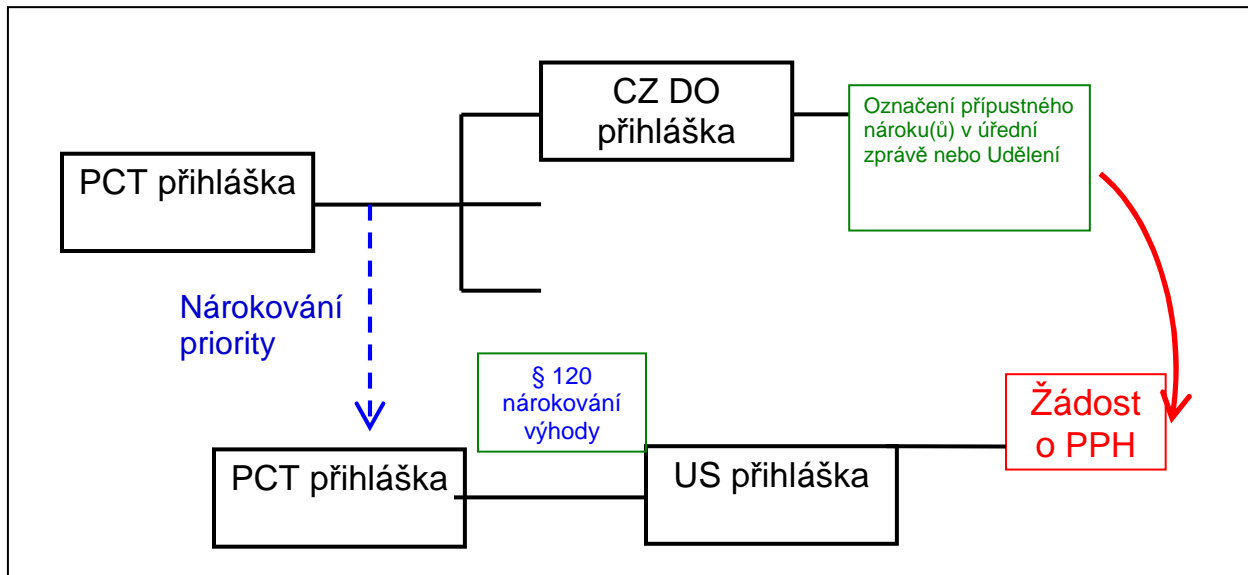 CZ DO
přihláška
Označení přípustného
nároku(ů) v úřední
zprávě nebo Udělení
PCT přihláška
Nárokování
priority
§ 120
nárokování
výhody
Žádost
o PPH
PCT přihláška
US přihláška